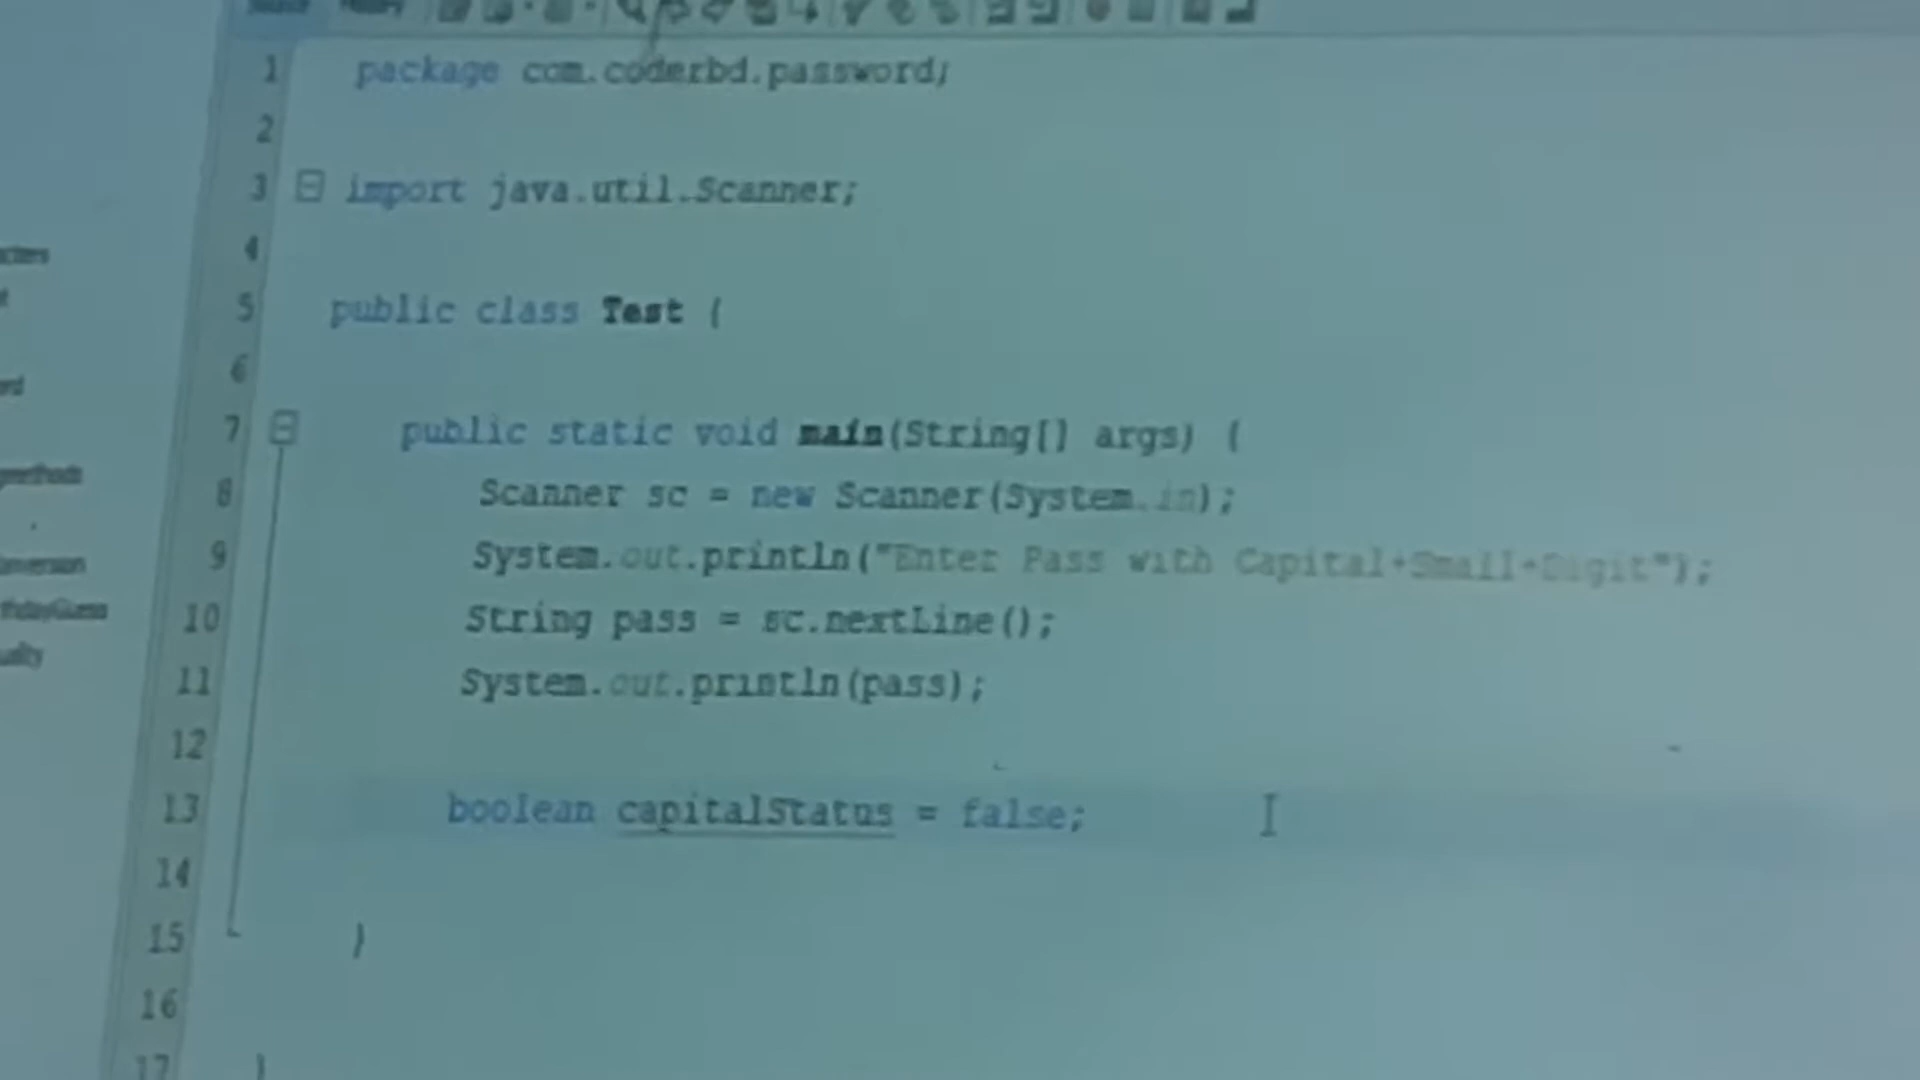 1 package com.coderbd.password;
2
3 import java.util.Scanner;
4
5 public class Test {
6
7 public static void main(String[] args) {
8 Scanner sc = new Scanner(System.in);
9 System.out.println("Enter Pass with Capital+Small+Digit");
10 String pass = sc.nextLine();
11 System.out.println(pass);
12
13 boolean capitalStatus = false;
14
15 }
16
17 }